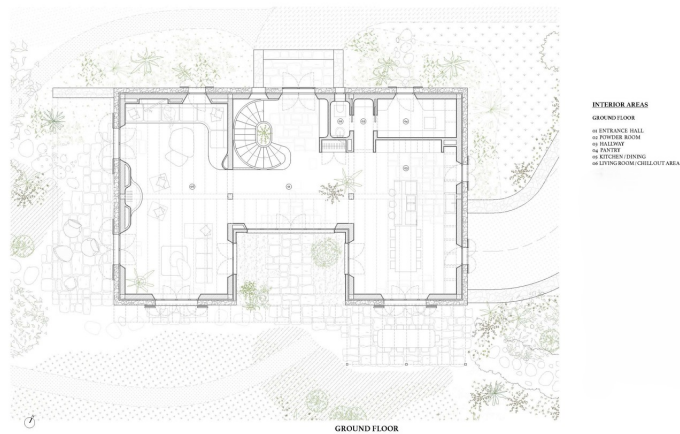 INTERIOR AREAS
GROUND FLOOR
01 ENTRANCE HALL
02 POWDER ROOM
03 HALLWAY
04 PANTRY
05 KITCHEN / DINING
06 LIVING ROOM / CHILLOUT AREA
GROUND FLOOR